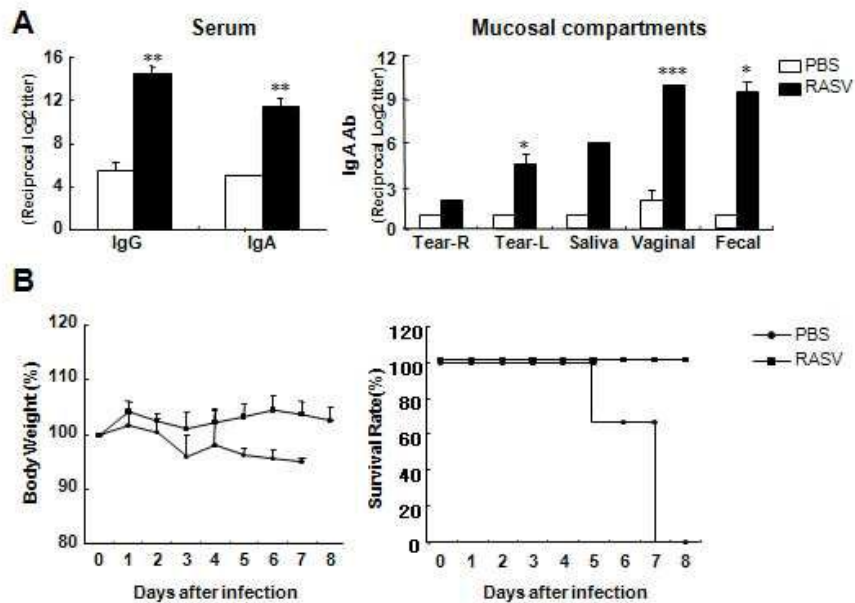 A
Serum
Mucosal compartments
(Reciprocal log2 titer)
16
12
8
4
0
**
**
IgG
IgA
IgA Ab
(Reciprocal Log2 titer)
12
9
6
3
0
*
***
*
Tear-R
Tear-L
Saliva
Vaginal
Fecal
PBS
RASV
B
Body Weight (%)
120
110
100
90
80
0 1 2 3 4 5 6 7 8
Days after infection
Survival Rate(%)
120
100
80
60
40
20
0
0 1 2 3 4 5 6 7 8
Days after infection
PBS
RASV